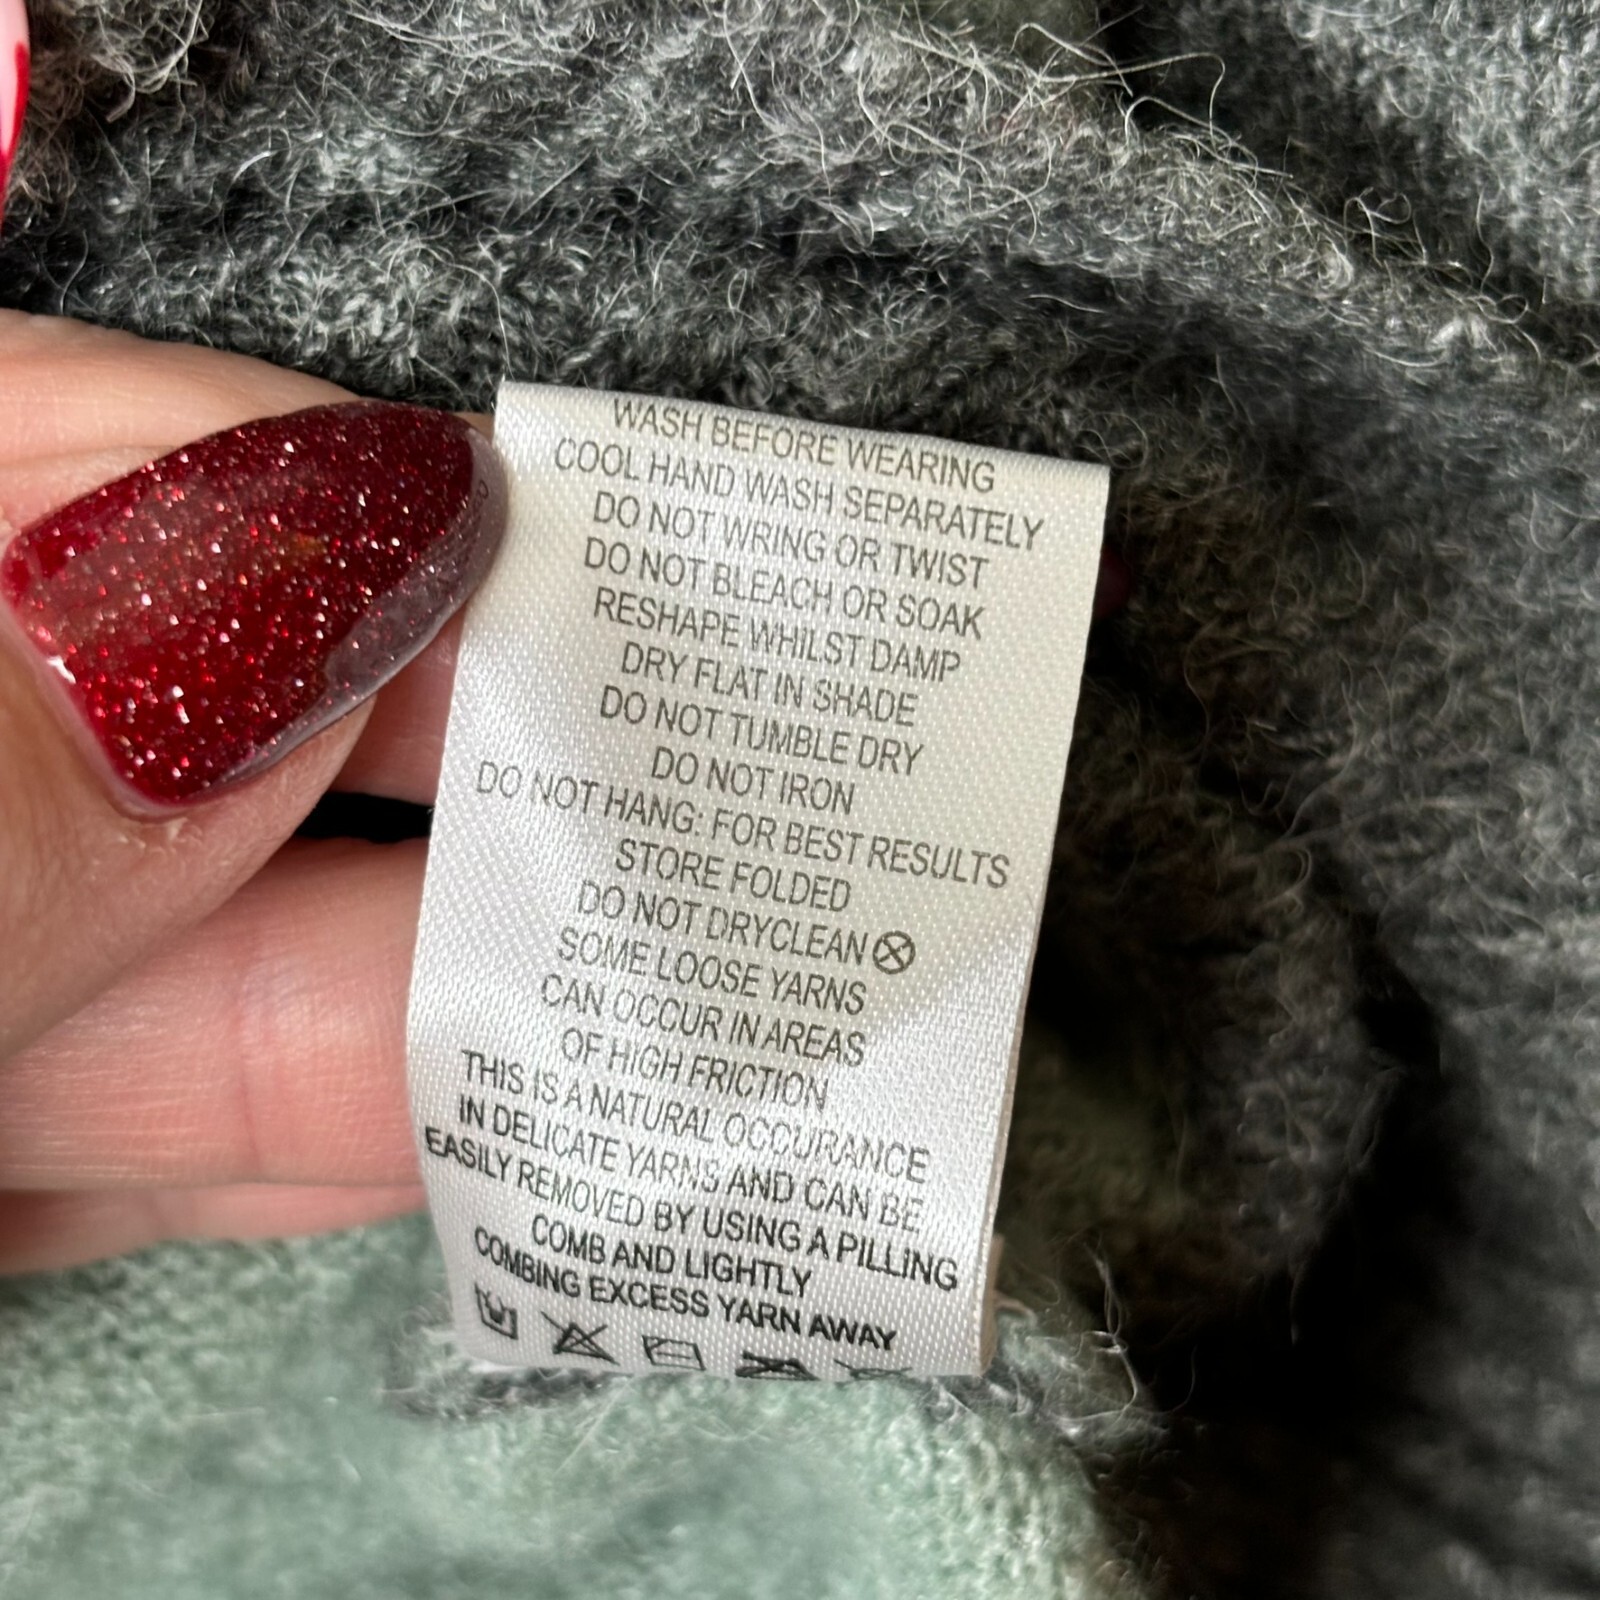 WASH BEFORE WEARING
COOL HAND WASH SEPARATELY
DO NOT WRING OR TWIST
DO NOT BLEACH OR SOAK
RESHAPE WHILST DAMP
DRY FLAT IN SHADE
DO NOT TUMBLE DRY
DO NOT IRON
DO NOT HANG: FOR BEST RESULTS
STORE FOLDED
DO NOT DRYCLEAN
SOME LOOSE YARNS
CAN OCCUR IN AREAS
OF HIGH FRICTION
THIS IS A NATURAL OCCURANCE
IN DELICATE YARNS AND CAN BE
EASILY REMOVED BY USING A PILLING
COMB AND LIGHTLY
COMBING EXCESS YARN AWAY